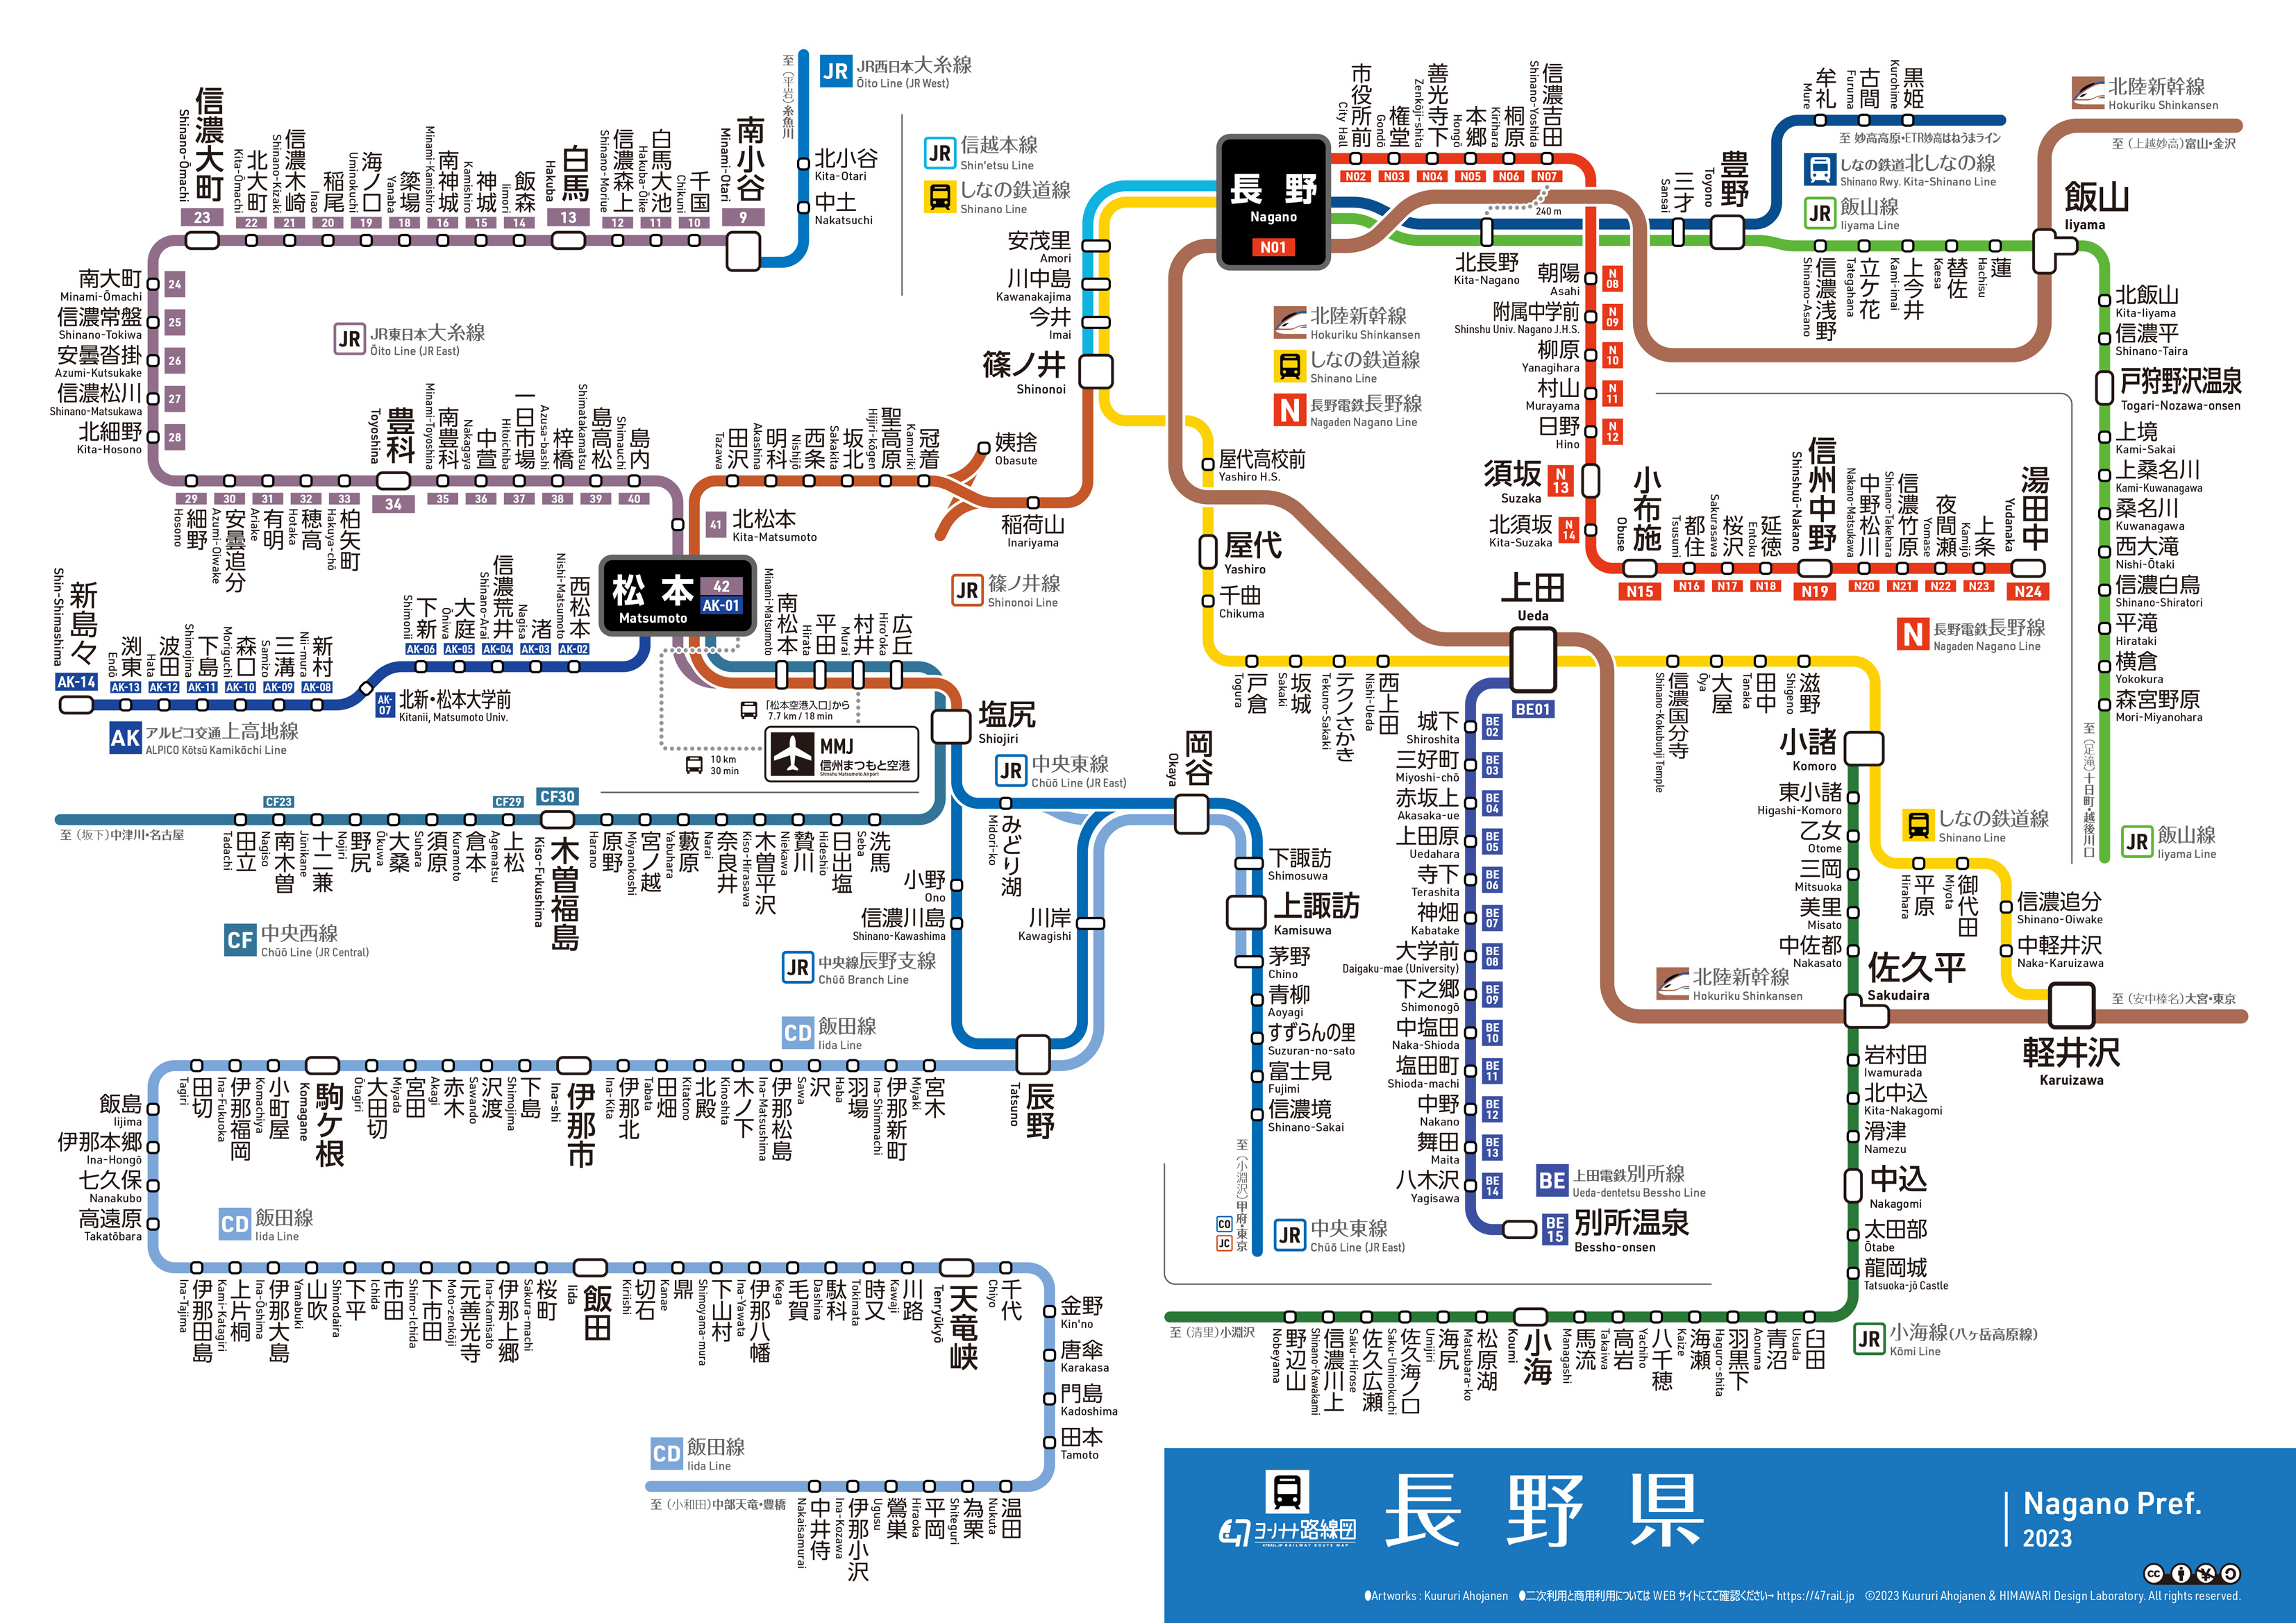 至（平岩）糸魚川
JR JR西日本大糸線
Ōito Line (JR West)
北小谷
Kita-Otari
中土
Nakatsuchi
信濃大町
Shinano-Ōmachi
23
北大町
Kita-Ōmachi
22
信濃木崎
Shinano-Kizaki
21
稲尾
Inao
20
海ノ口
Uminokuchi
19
簗場
Yanaba
18
南神城
Minami-Kamishiro
16
神城
Kamishiro
15
飯森
Iimori
14
白馬
Hakuba
13
信濃森上
Shinano-Moriue
12
白馬大池
Hakuba-Ōike
11
千国
Chikuni
10
南小谷
Minami-Otari
9
南大町
Minami-Ōmachi
24
信濃常盤
Shinano-Tokiwa
25
安曇沓掛
Azumi-Kutsukake
26
信濃松川
Shinano-Matsukawa
27
北細野
Kita-Hosono
28
JR JR東日本大糸線
Ōito Line (JR East)
29
細野
Hosono
30
安曇追分
Azumi-Oiwake
31
有明
Ariake
32
穂高
Hotaka
33
柏矢町
Hakuya-chō
豊科
Toyoshina
34
南豊科
Minami-Toyoshina
35
中萱
Nakagaya
36
一日市場
Hitoichiba
37
梓橋
Azusa-bashi
38
島高松
Shimatakamatsu
39
島内
Shimauchi
40
41
北松本
Kita-Matsumoto
松本
Matsumoto
42
AK-01
田沢
Tazawa
明科
Akashina
西条
Nishijō
坂北
Sakakita
聖高原
Hijiri-kōgen
冠着
Kamuriki
姨捨
Obasute
稲荷山
Inariyama
JR 篠ノ井線
Shinonoi Line
JR 信越本線
Shin'etsu Line
しなの鉄道線
Shinano Line
安茂里
Amori
川中島
Kawanakajima
今井
Imai
篠ノ井
Shinonoi
長野
Nagano
N01
市役所前
City Hall
N02
権堂
Gondō
N03
善光寺下
Zenkōji-shita
N04
本郷
Hongō
N05
桐原
Kirihara
N06
信濃吉田
Shinano-Yoshida
N07
240 m
北長野
Kita-Nagano
三才
Sansai
豊野
Toyono
牟礼
Mure
古間
Furuma
黒姫
Kurohime
至 妙高高原・ETR妙高はねうまライン
しなの鉄道北しなの線
Shinano Rwy. Kita-Shinano Line
JR 飯山線
Iiyama Line
北陸新幹線
Hokuriku Shinkansen
至（上越妙高）富山・金沢
飯山
Iiyama
信濃浅野
Shinano-Asano
立ケ花
Tategahana
上今井
Kami-imai
替佐
Kaesa
蓮
Hachisu
北飯山
Kita-Iiyama
信濃平
Shinano-Taira
戸狩野沢温泉
Togari-Nozawa-onsen
上境
Kami-Sakai
上桑名川
Kami-Kuwanagawa
桑名川
Kuwanagawa
西大滝
Nishi-Ōtaki
信濃白鳥
Shinano-Shiratori
平滝
Hirataki
横倉
Yokokura
森宮野原
Mori-Miyanohara
至（足滝）十日町・越後川口
JR 飯山線
Iiyama Line
北陸新幹線
Hokuriku Shinkansen
しなの鉄道線
Shinano Line
N 長野電鉄長野線
Nagaden Nagano Line
朝陽
Asahi
N 08
附属中学前
Shinshu Univ. Nagano J.H.S.
N 09
柳原
Yanagihara
N 10
村山
Murayama
N 11
日野
Hino
N 12
須坂
Suzaka
N 13
北須坂
Kita-Suzaka
N 14
小布施
Obuse
N15
都住
Tsusumi
N16
桜沢
Sakurasawa
N17
延徳
Entoku
N18
信州中野
Shinshuū-Nakano
N19
中野松川
Nakano-Matsukawa
N20
信濃竹原
Shinano-Takehara
N21
夜間瀬
Yomase
N22
上条
Kamijō
N23
湯田中
Yudanaka
N24
N 長野電鉄長野線
Nagaden Nagano Line
屋代高校前
Yashiro H.S.
屋代
Yashiro
千曲
Chikuma
戸倉
Togura
坂城
Sakaki
テクノさかき
Tekuno-Sakaki
西上田
Nishi-Ueda
上田
Ueda
BE01
信濃国分寺
Shinano-Kokubunji Temple
大屋
Ōya
田中
Tanaka
滋野
Shigeno
小諸
Komoro
しなの鉄道線
Shinano Line
平原
Hirahara
御代田
Miyota
信濃追分
Shinano-Oiwake
中軽井沢
Naka-Karuizawa
軽井沢
Karuizawa
至（安中榛名）大宮・東京
北陸新幹線
Hokuriku Shinkansen
城下
Shiroshita
BE 02
三好町
Miyoshi-chō
BE 03
赤坂上
Akasaka-ue
BE 04
上田原
Uedahara
BE 05
寺下
Terashita
BE 06
神畑
Kabatake
BE 07
大学前
Daigaku-mae (University)
BE 08
下之郷
Shimonogō
BE 09
中塩田
Naka-Shioda
BE 10
塩田町
Shioda-machi
BE 11
中野
Nakano
BE 12
舞田
Maita
BE 13
八木沢
Yagisawa
BE 14
BE 15
別所温泉
Bessho-onsen
BE 上田電鉄別所線
Ueda-dentetsu Bessho Line
東小諸
Higashi-Komoro
乙女
Otome
三岡
Mitsuoka
美里
Misato
中佐都
Nakasato
佐久平
Sakudaira
岩村田
Iwamurada
北中込
Kita-Nakagomi
滑津
Namezu
中込
Nakagomi
太田部
Ōtabe
龍岡城
Tatsuoka-jō Castle
JR 小海線(八ヶ岳高原線)
Kōmi Line
至（清里）小淵沢
野辺山
Nobeyama
信濃川上
Shinano-Kawakami
佐久広瀬
Saku-Hirose
佐久海ノ口
Saku-Uminokuchi
海尻
Umijiri
松原湖
Matsubara-ko
小海
Koumi
馬流
Managashi
高岩
Takaiwa
八千穂
Yachiho
海瀬
Kaize
羽黒下
Haguro-shita
青沼
Aonuma
臼田
Usuda
新島々
Shin-Shimashima
AK-14
渕東
Endō
AK-13
波田
Hata
AK-12
下島
Shimojima
AK-11
森口
Moriguchi
AK-10
三溝
Samizo
AK-09
新村
Nii-mura
AK-08
AK-07
北新・松本大学前
Kitanii, Matsumoto Univ.
下新
Shimonii
AK-06
大庭
Ōniwa
AK-05
信濃荒井
Shinano-Arai
AK-04
渚
Nagisa
AK-03
西松本
Nishi-Matsumoto
AK-02
AK アルピコ交通上高地線
ALPICO Kōtsū Kamikōchi Line
南松本
Minami-Matsumoto
平田
Hirata
村井
Murai
広丘
Hiro'oka
「松本空港入口」から
7.7 km / 18 min
10 km
30 min
MMJ
信州まつもと空港
Shinshu Matsumoto Airport
塩尻
Shiojiri
JR 中央東線
Chūō Line (JR East)
みどり湖
Midori-ko
岡谷
Okaya
下諏訪
Shimosuwa
上諏訪
Kamisuwa
茅野
Chino
青柳
Aoyagi
すずらんの里
Suzuran-no-sato
富士見
Fujimi
信濃境
Shinano-Sakai
至（小淵沢）甲府・東京
CO
JC
JR 中央東線
Chūō Line (JR East)
至（坂下）中津川・名古屋
田立
Tadachi
CF23
南木曽
Nagiso
十二兼
Jūnikane
野尻
Nojiri
大桑
Ōkuwa
須原
Suhara
倉本
Kuramoto
CF29
上松
Agematsu
CF30
木曽福島
Kiso-Fukushima
原野
Harano
宮ノ越
Miyanokoshi
藪原
Yabuhara
奈良井
Narai
木曽平沢
Kiso-Hirasawa
贄川
Niekawa
日出塩
Hideshio
洗馬
Seba
CF 中央西線
Chūō Line (JR Central)
小野
Ono
信濃川島
Shinano-Kawashima
JR 中央線辰野支線
Chūō Branch Line
川岸
Kawagishi
辰野
Tatsuno
CD 飯田線
Iida Line
宮木
Miyaki
伊那新町
Ina-Shinmachi
羽場
Haba
沢
Sawa
伊那松島
Ina-Matsushima
木ノ下
Kinoshita
北殿
Kitatono
田畑
Tabata
伊那北
Ina-Kita
伊那市
Ina-shi
下島
Shimojima
沢渡
Sawando
赤木
Akagi
宮田
Miyada
大田切
Ōtagiri
駒ケ根
Komagane
小町屋
Komachiya
伊那福岡
Ina-Fukuoka
田切
Tagiri
飯島
Iijima
伊那本郷
Ina-Hongō
七久保
Nanakubo
高遠原
Takatōbara
CD 飯田線
Iida Line
伊那田島
Ina-Tajima
上片桐
Kami-Katagiri
伊那大島
Ina-Ōshima
山吹
Yamabuki
下平
Shimodaira
市田
Ichida
下市田
Shimo-Ichida
元善光寺
Moto-zenkōji
伊那上郷
Ina-Kamisato
桜町
Sakura-machi
飯田
Iida
切石
Kiriishi
鼎
Kanae
下山村
Shimoyama-mura
伊那八幡
Ina-Yawata
毛賀
Kega
駄科
Dashina
時又
Tokimata
川路
Kawaji
天竜峡
Tenryūkyō
千代
Chiyo
金野
Kin'no
唐傘
Karakasa
門島
Kadoshima
田本
Tamoto
CD 飯田線
Iida Line
至（小和田）中部天竜・豊橋
中井侍
Nakaisamurai
伊那小沢
Ina-Kozawa
鶯巣
Ugusu
平岡
Hiraoka
為栗
Shiteguri
温田
Nukuta
47 ヨンナナ路線図
47RAIL.JP RAILWAY ROUTE MAP
長野県
Nagano Pref.
2023
●Artworks : Kuururi Ahojanen ●二次利用と商用利用については WEB サイトにてご確認ください→ https://47rail.jp ©2023 Kuururi Ahojanen & HIMAWARI Design Laboratory. All rights reserved.